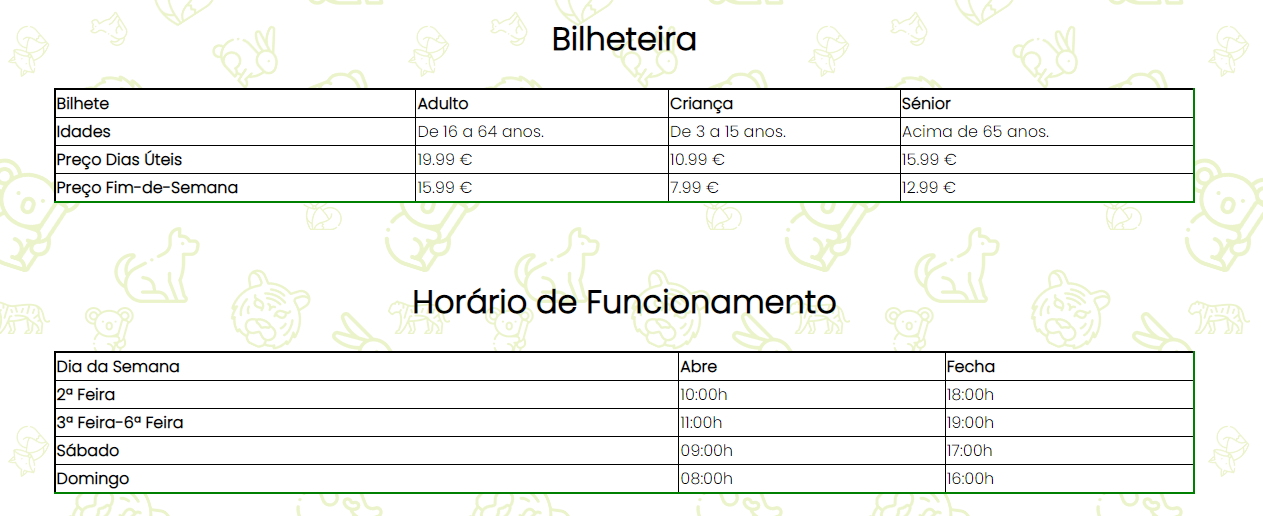 Bilheteira
Bilhete Adulto Criança Sénior
Idades De 16 a 64 anos. De 3 a 15 anos. Acima de 65 anos.
Preço Dias Úteis 19.99 € 10.99 € 15.99 €
Preço Fim-de-Semana 15.99 € 7.99 € 12.99 €
Horário de Funcionamento
Dia da Semana Abre Fecha
2ª Feira 10:00h 18:00h
3ª Feira-6ª Feira 11:00h 19:00h
Sábado 09:00h 17:00h
Domingo 08:00h 16:00h